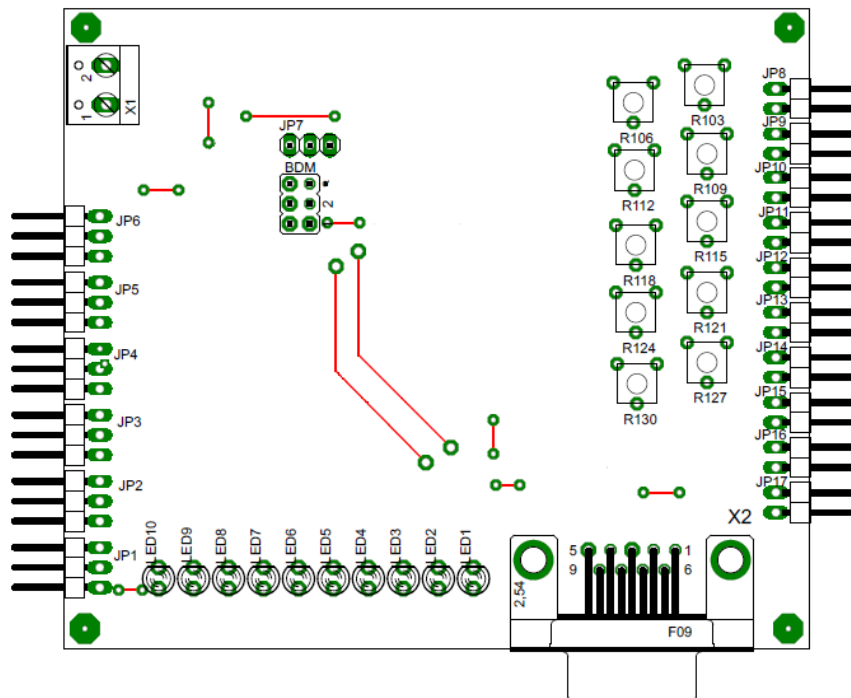 X1
2
1
JP7
BDM
2
JP6
JP5
JP4
JP3
JP2
JP1
R106
R103
R112
R109
R118
R115
R124
R121
R130
R127
JP8
JP9
JP10
JP11
JP12
JP13
JP14
JP15
JP16
JP17
LED10
LED9
LED8
LED7
LED6
LED5
LED4
LED3
LED2
LED1
X2
5
1
9
6
2,54
F09